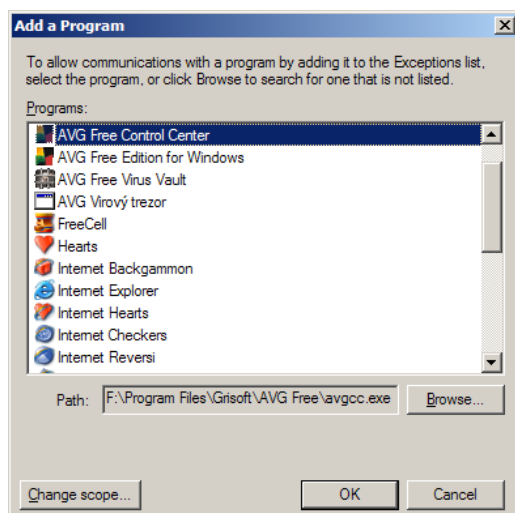 Add a Program
To allow communications with a program by adding it to the Exceptions list,
select the program, or click Browse to search for one that is not listed.
Programs:
AVG Free Control Center
AVG Free Edition for Windows
AVG Free Virus Vault
AVG Virový trezor
FreeCell
Hearts
Internet Backgammon
Internet Explorer
Internet Hearts
Internet Checkers
Internet Reversi
Path: F:\Program Files\Grisoft\AVG Free\avgcc.exe Browse...
Change scope... OK Cancel